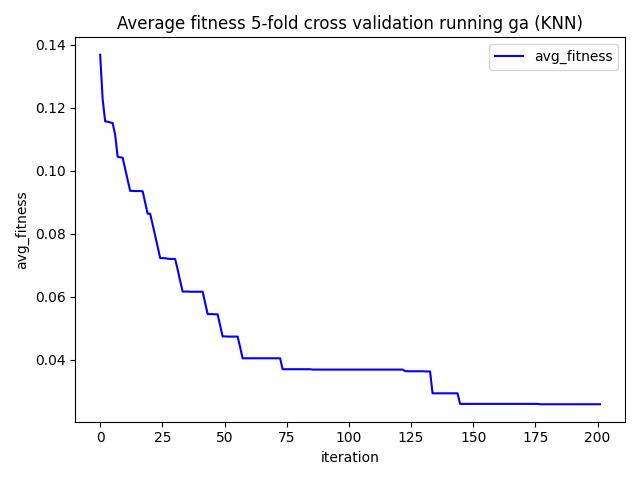 Average fitness 5-fold cross validation running ga (KNN)
avg_fitness
0.14
0.12
0.10
0.08
0.06
0.04
avg_fitness
0 25 50 75 100 125 150 175 200
iteration